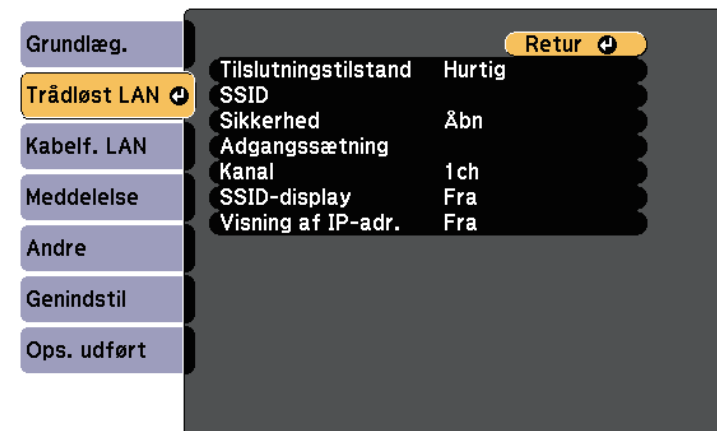 Grundlæg.
Trådløst LAN
Kabelf. LAN
Meddelelse
Andre
Genindstil
Ops. udført
Retur
Tilslutningstilstand Hurtig
SSID
Sikkerhed Åbn
Adgangssætning
Kanal 1ch
SSID-display Fra
Visning af IP-adr. Fra